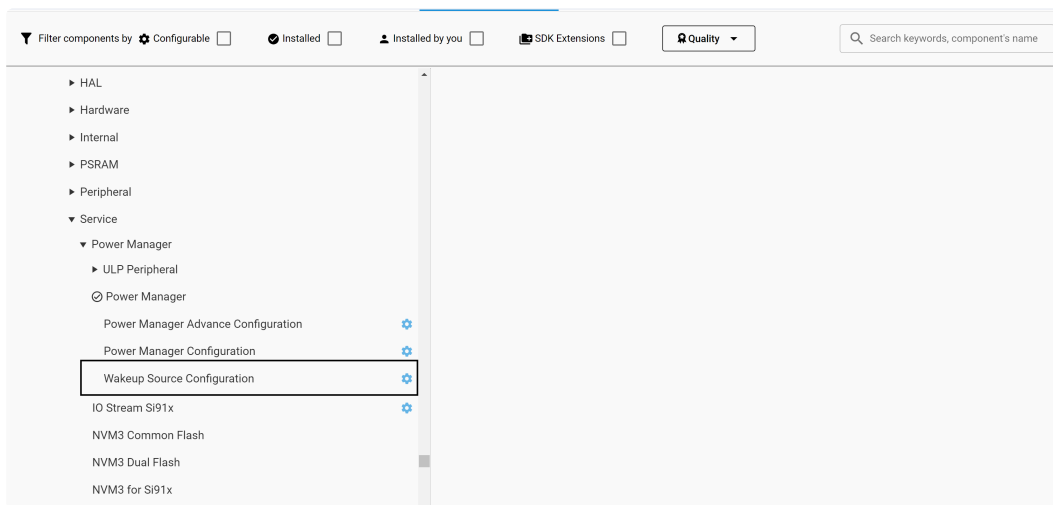 Filter components by Configurable Installed Installed by you SDK Extensions Quality Search keywords, component's name
HAL
Hardware
Internal
PSRAM
Peripheral
Service
Power Manager
ULP Peripheral
Power Manager
Power Manager Advance Configuration
Power Manager Configuration
Wakeup Source Configuration
IO Stream Si91x
NVM3 Common Flash
NVM3 Dual Flash
NVM3 for Si91x